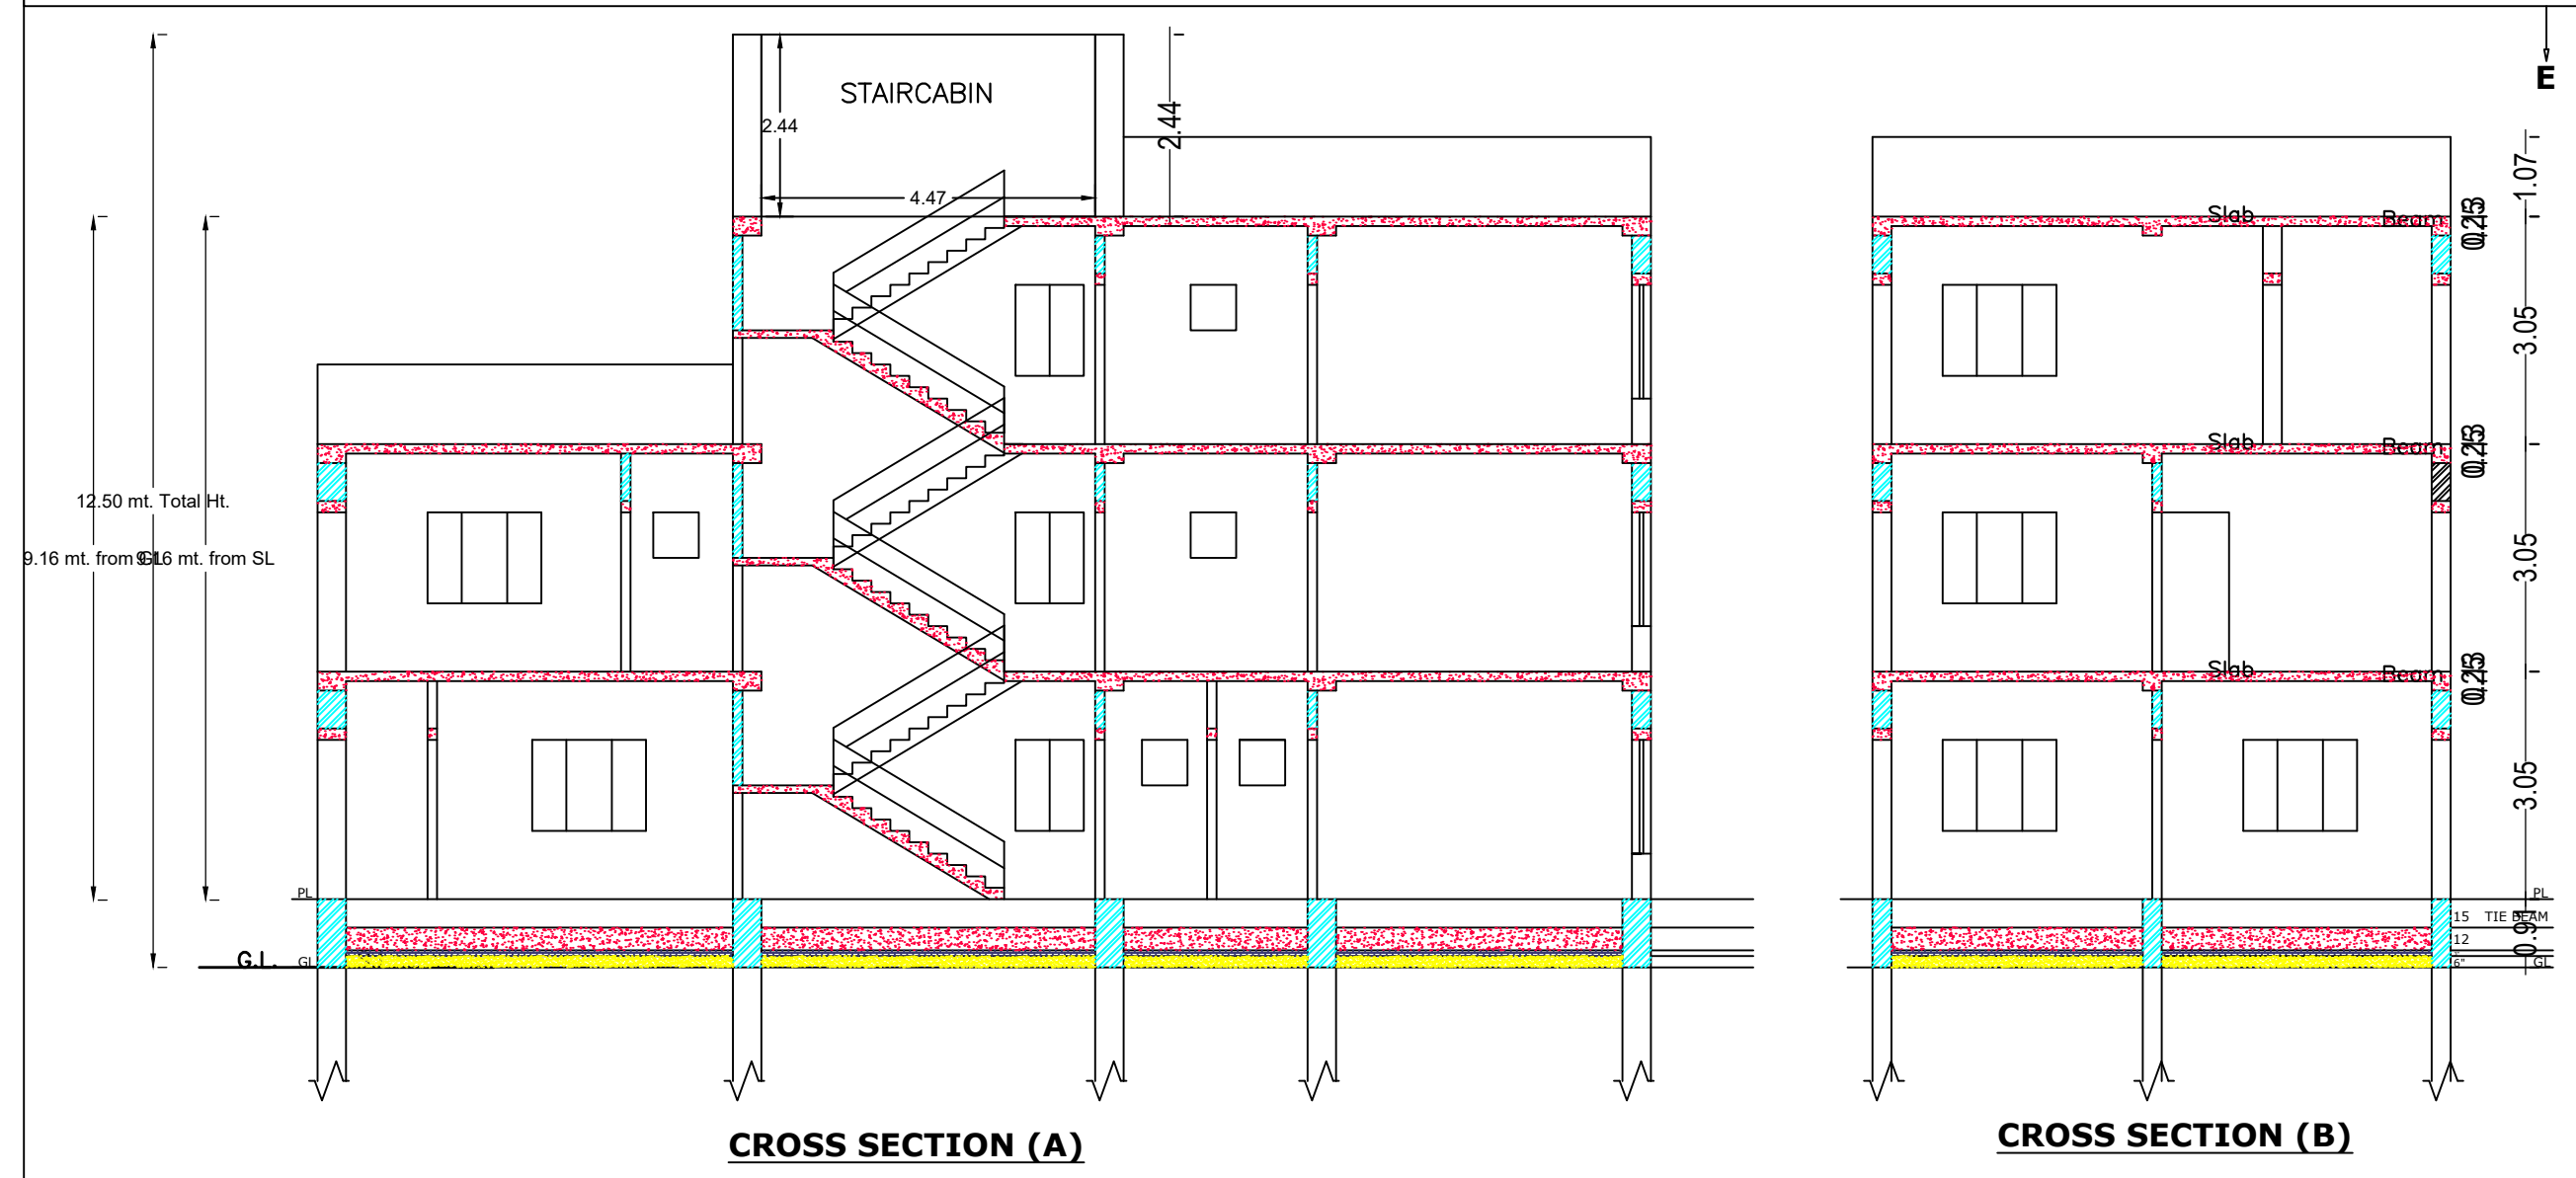 E
STAIRCABIN
2.44
2.44
4.47
1.07
Slab
Beam
3.05
12.50 mt. Total Ht.
9.16 mt. from GL
9.16 mt. from SL
Slab
Beam
3.05
Slab
Beam
3.05
PL
PL
15
TIE BEAM
12
0.91
6"
G.L.
GL
GL
CROSS SECTION (A)
CROSS SECTION (B)